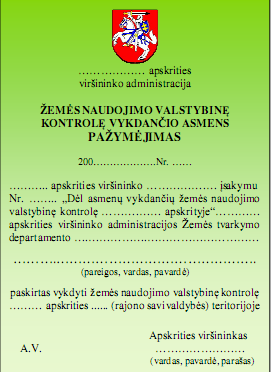 ……………… apskrities
viršininko administracija
ŽEMĖS NAUDOJIMO VALSTYBINĘ
KONTROLĘ VYKDANČIO ASMENS
PAŽYMĖJIMAS
200………………Nr. ……
……….. apskrities viršininko ……………… įsakymu
Nr. …….. „Dėl asmenų vykdančių žemės naudojimo
valstybinę kontrolę …………… apskrityje“…………
apskrities viršininko administracijos Žemės tvarkymo
departamento ……………………………………
……………………………………………….
(pareigos, vardas, pavardė)
paskirtas vykdyti žemės naudojimo valstybinę kontrolę
……… apskrities ...... (rajono savivaldybės) teritorijoje
Apskrities viršininkas
A.V. …………………
(vardas, pavardė, parašas)